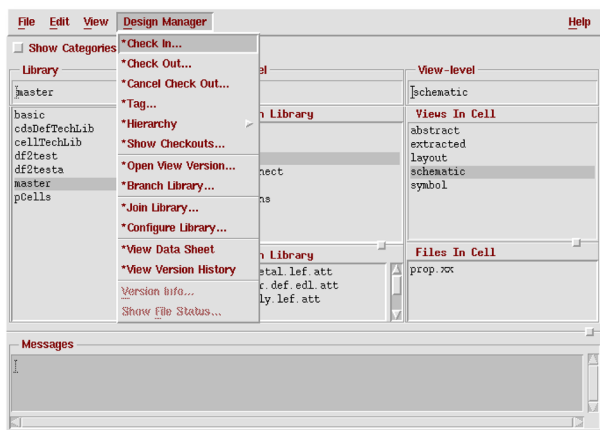 File Edit View Design Manager Help
Show Categories
*Check In...
*Check Out...
*Cancel Check Out...
*Tag...
*Hierarchy
*Show Checkouts...
*Open View Version...
*Branch Library...
*Join Library...
*Configure Library...
*View Data Sheet
*View Version History
Version Info...
Show File Status...
Library
master
basic
cdsDefTechLib
cellTechLib
df2test
df2testa
master
pCells
Library
Library
etal.lef.att
r.def.edl.att
ly.lef.att
View-level
schematic
Views In Cell
abstract
extracted
layout
schematic
symbol
Files In Cell
prop.xx
Messages